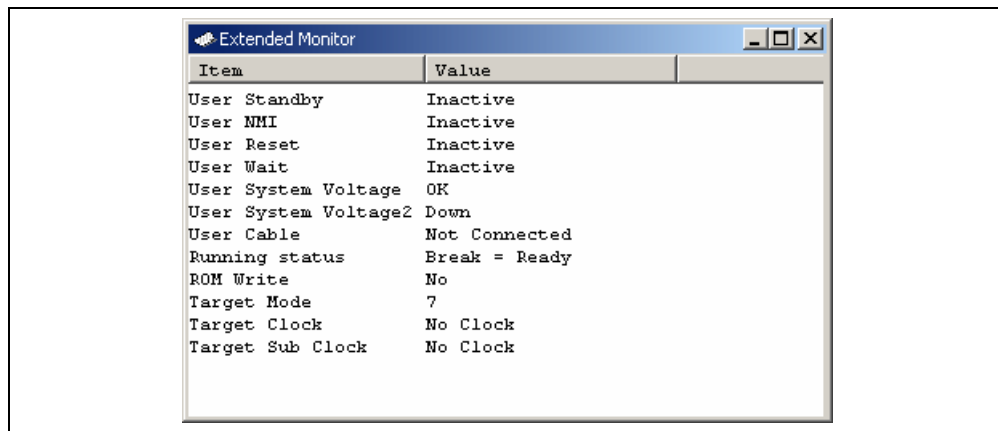 Extended Monitor
Item Value
User Standby Inactive
User NMI Inactive
User Reset Inactive
User Wait Inactive
User System Voltage OK
User System Voltage2 Down
User Cable Not Connected
Running status Break = Ready
ROM Write No
Target Mode 7
Target Clock No Clock
Target Sub Clock No Clock